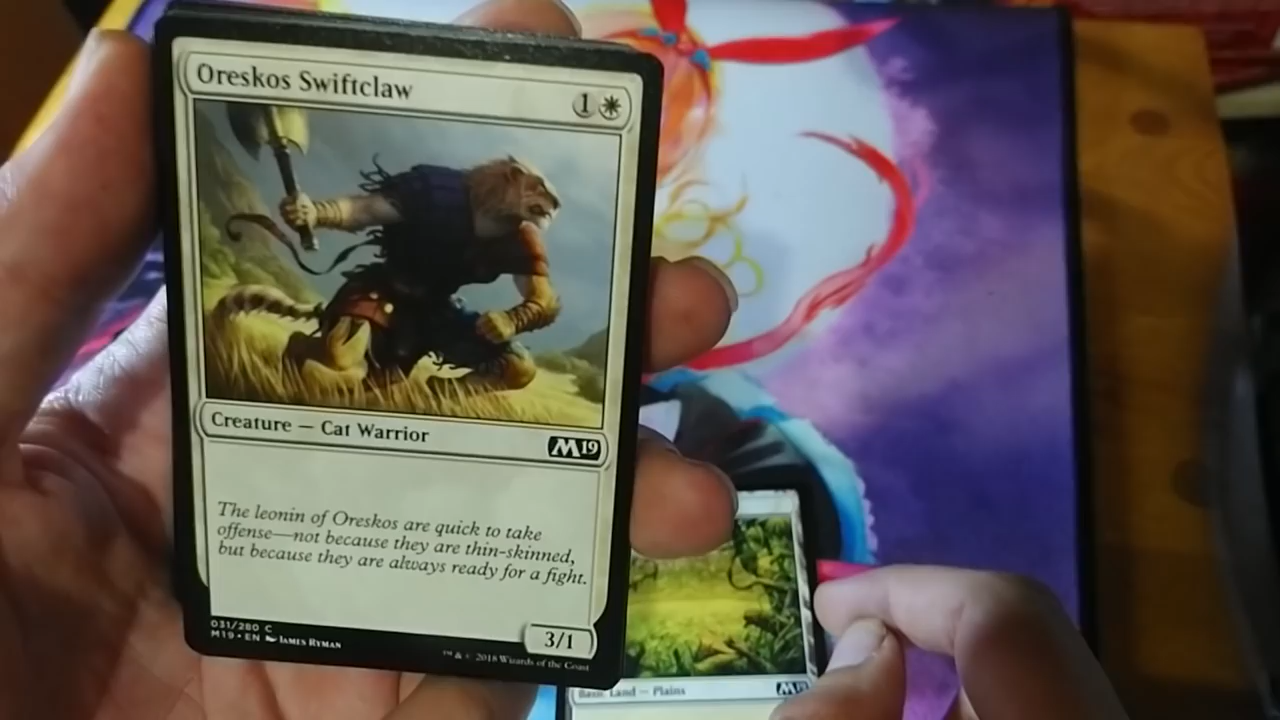 Oreskos Swiftclaw
1
Creature — Cat Warrior
M19
The leonin of Oreskos are quick to take
offense—not because they are thin-skinned,
but because they are always ready for a fight.
031/280 C
M19 • EN JAMES RYMAN
3/1
™ & © 2018 Wizards of the Coast
Basic Land — Plains